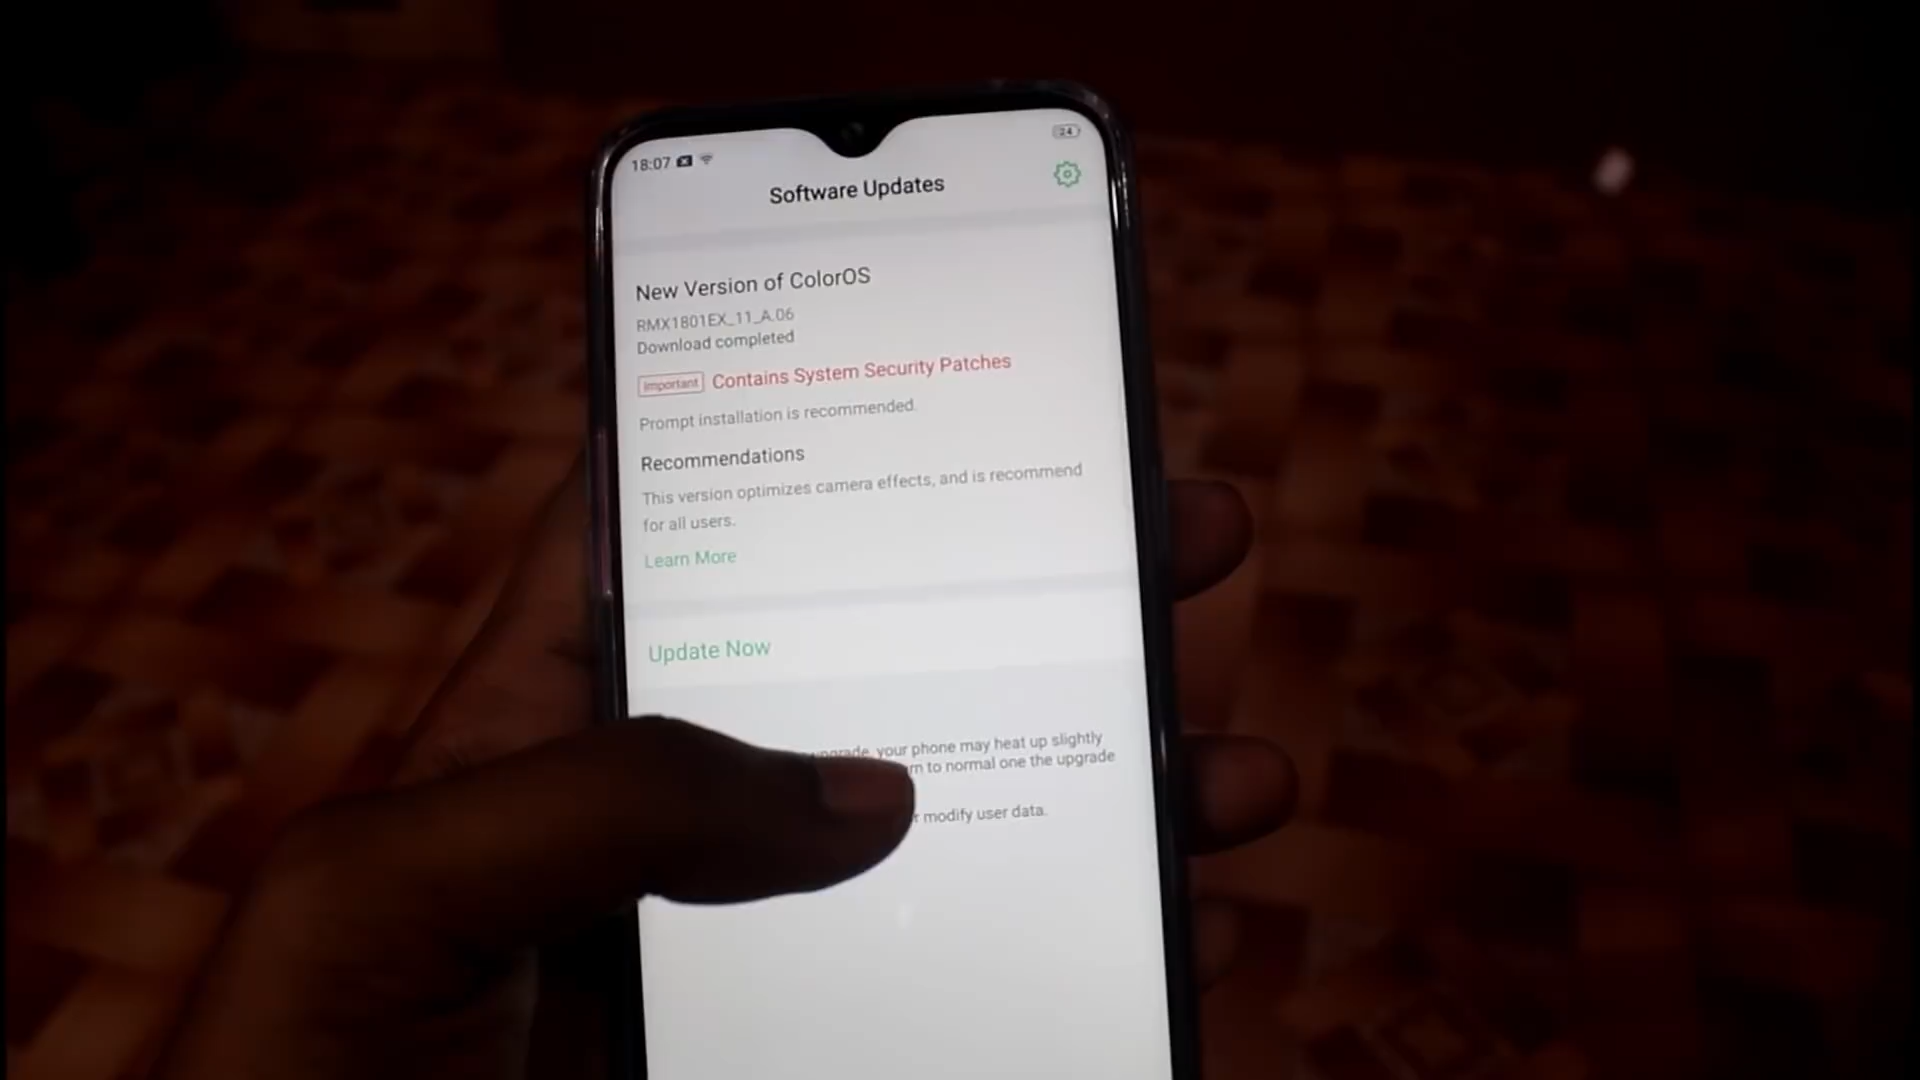 18:07
24
Software Updates
New Version of ColorOS
RMX1801EX_11_A.06
Download completed
Important Contains System Security Patches
Prompt installation is recommended.
Recommendations
This version optimizes camera effects, and is recommend
for all users.
Learn More
Update Now
your phone may heat up slightly
to normal one the upgrade
modify user data.